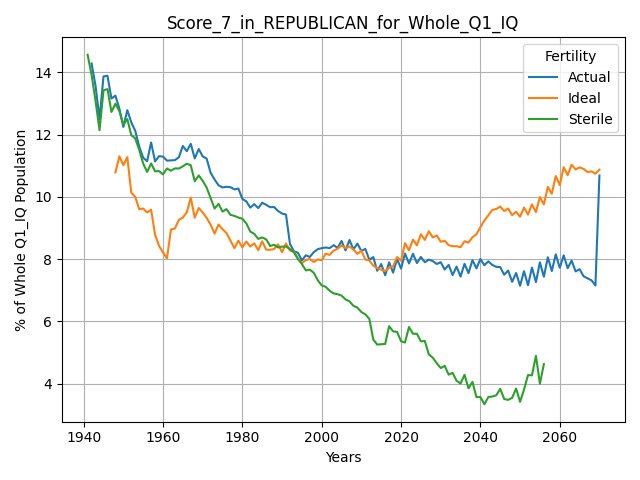 Score_7_in_REPUBLICAN_for_Whole_Q1_IQ
Fertility
Actual
Ideal
Sterile
% of Whole Q1_IQ Population
14
12
10
8
6
4
1940 1960 1980 2000 2020 2040 2060
Years